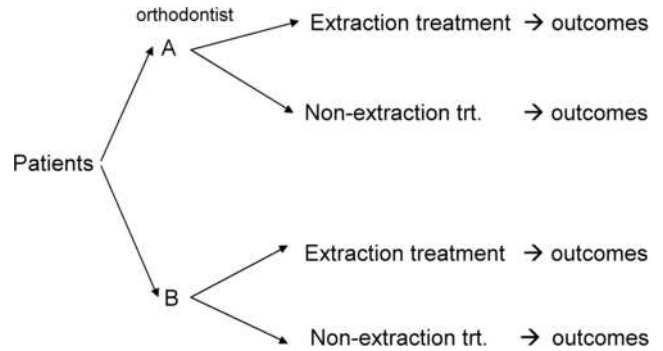 orthodontist
A
Extraction treatment → outcomes
Non-extraction trt. → outcomes
Patients
B
Extraction treatment → outcomes
Non-extraction trt. → outcomes